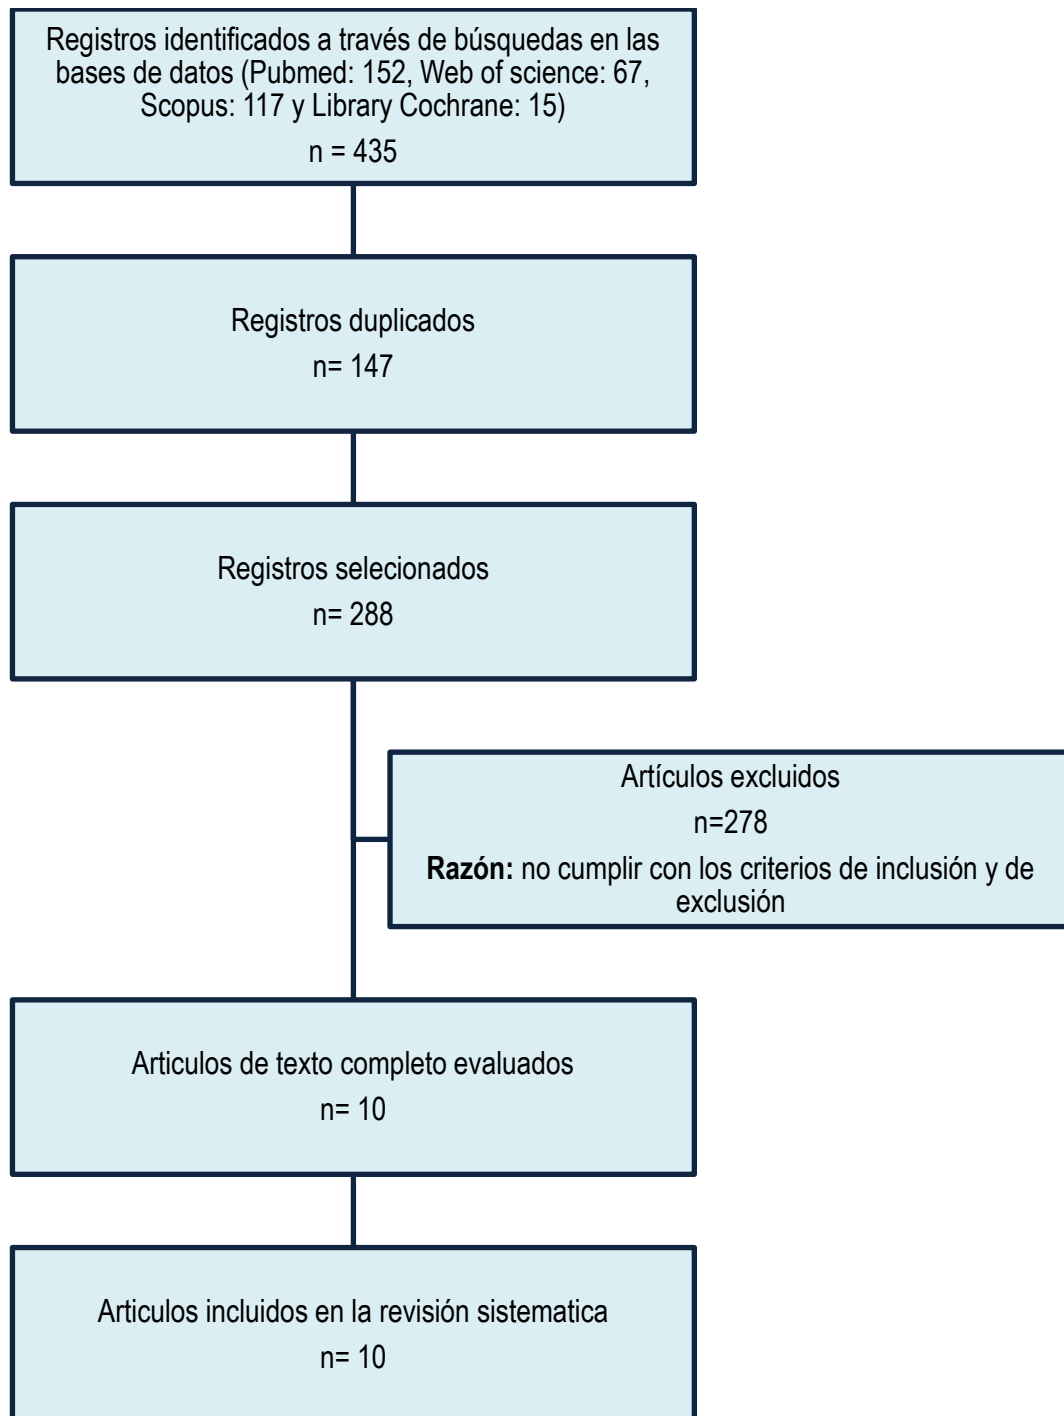 Registros identificados a través de búsquedas en las
bases de datos (Pubmed: 152, Web of science: 67,
Scopus: 117 y Library Cochrane: 15)
n = 435
Registros duplicados
n= 147
Registros selecionados
n= 288
Artículos excluidos
n=278
Razón: no cumplir con los criterios de inclusión y de
exclusión
Articulos de texto completo evaluados
n= 10
Articulos incluidos en la revisión sistematica
n= 10